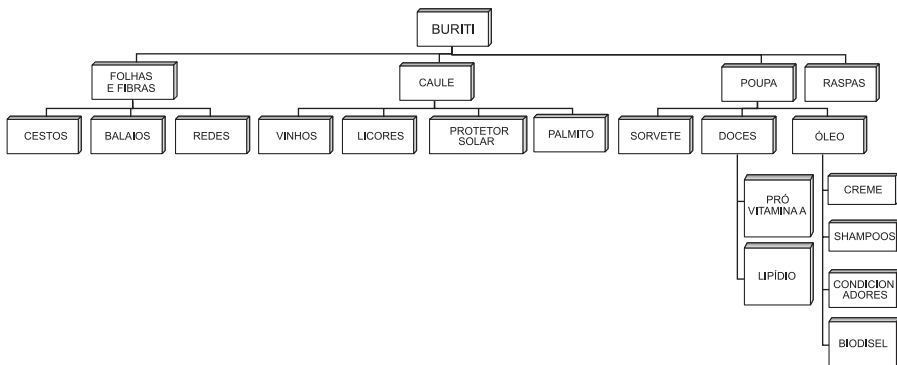 BURITI
FOLHAS
E FIBRAS
CAULE
POUPA
RASPAS
CESTOS
BALAIOS
REDES
VINHOS
LICORES
PROTETOR
SOLAR
PALMITO
SORVETE
DOCES
ÓLEO
PRÓ
VITAMINA A
LIPÍDIO
CREME
SHAMPOOS
CONDICION
ADORES
BIODISEL